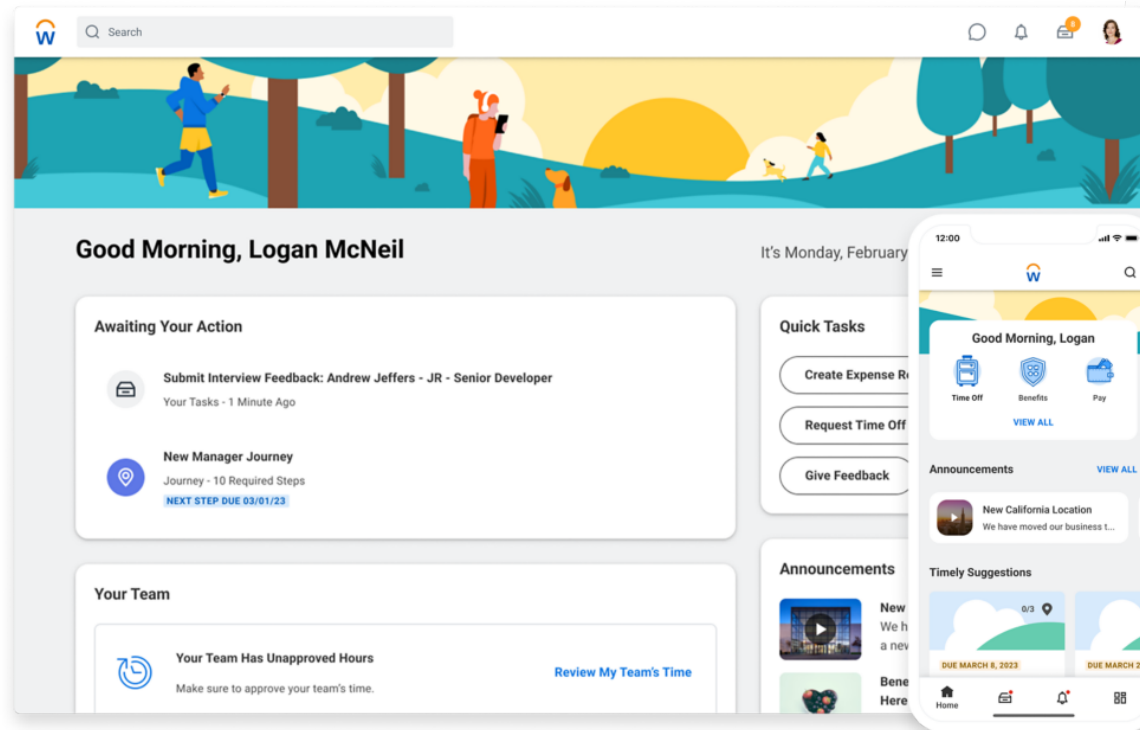 Search
8
Good Morning, Logan McNeil
It's Monday, February
Awaiting Your Action
Submit Interview Feedback: Andrew Jeffers - JR - Senior Developer
Your Tasks - 1 Minute Ago
New Manager Journey
Journey - 10 Required Steps
NEXT STEP DUE 03/01/23
Your Team
Your Team Has Unapproved Hours
Make sure to approve your team's time.
Review My Team's Time
Quick Tasks
Create Expense Re
Request Time Off
Give Feedback
Announcements
New
We h
a new
Bene
Here
12:00
Good Morning, Logan
Time Off
Benefits
Pay
VIEW ALL
Announcements
VIEW ALL
New California Location
We have moved our business t...
Timely Suggestions
0/3
DUE MARCH 8, 2023
DUE MARCH 2
Home